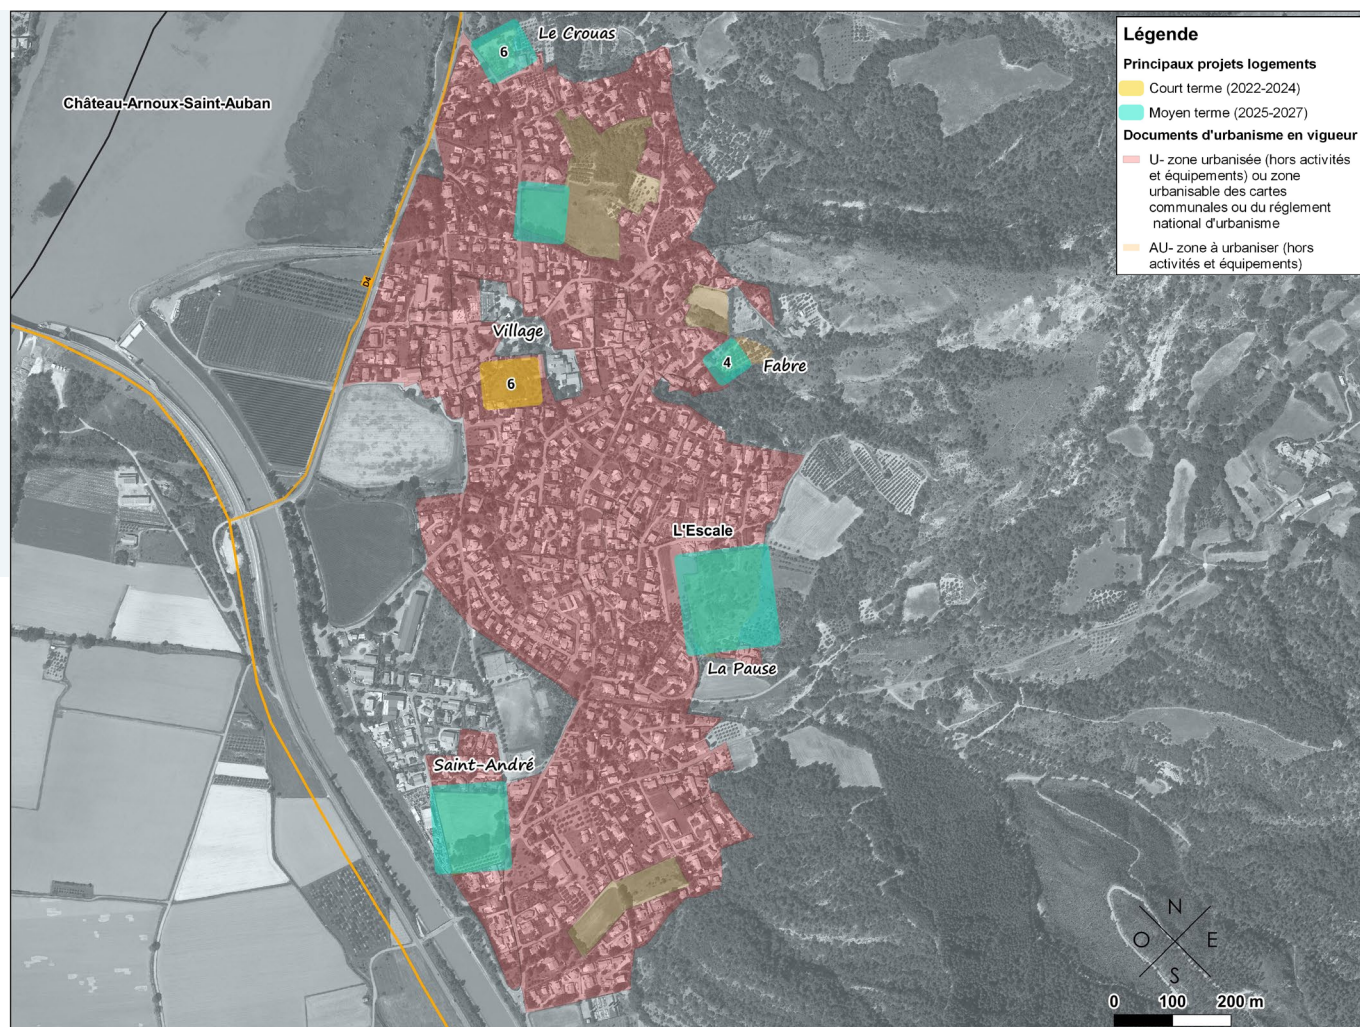 Légende
Principaux projets logements
Court terme (2022-2024)
Moyen terme (2025-2027)
Documents d'urbanisme en vigueur
U- zone urbanisée (hors activités
et équipements) ou zone
urbanisable des cartes
communales ou du réglement
national d'urbanisme
AU- zone à urbaniser (hors
activités et équipements)
Le Crouas
6
Château-Arnoux-Saint-Auban
D4
Village
6
4
Fabre
L'Escale
La Pause
Saint-André
N
O
E
S
0
100
200 m